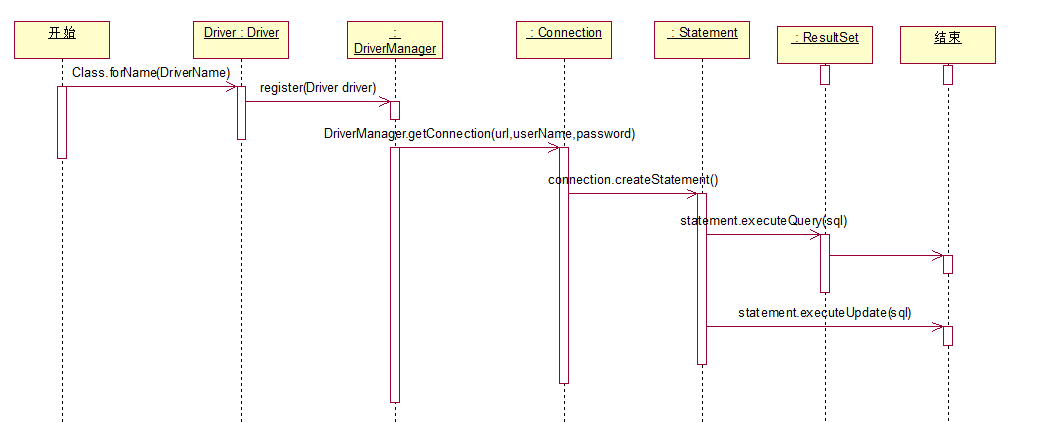 开始
Driver : Driver
:
DriverManager
: Connection
: Statement
: ResultSet
结束
Class.forName(DriverName)
register(Driver driver)
DriverManager.getConnection(url,userName,password)
connection.createStatement()
statement.executeQuery(sql)
statement.executeUpdate(sql)